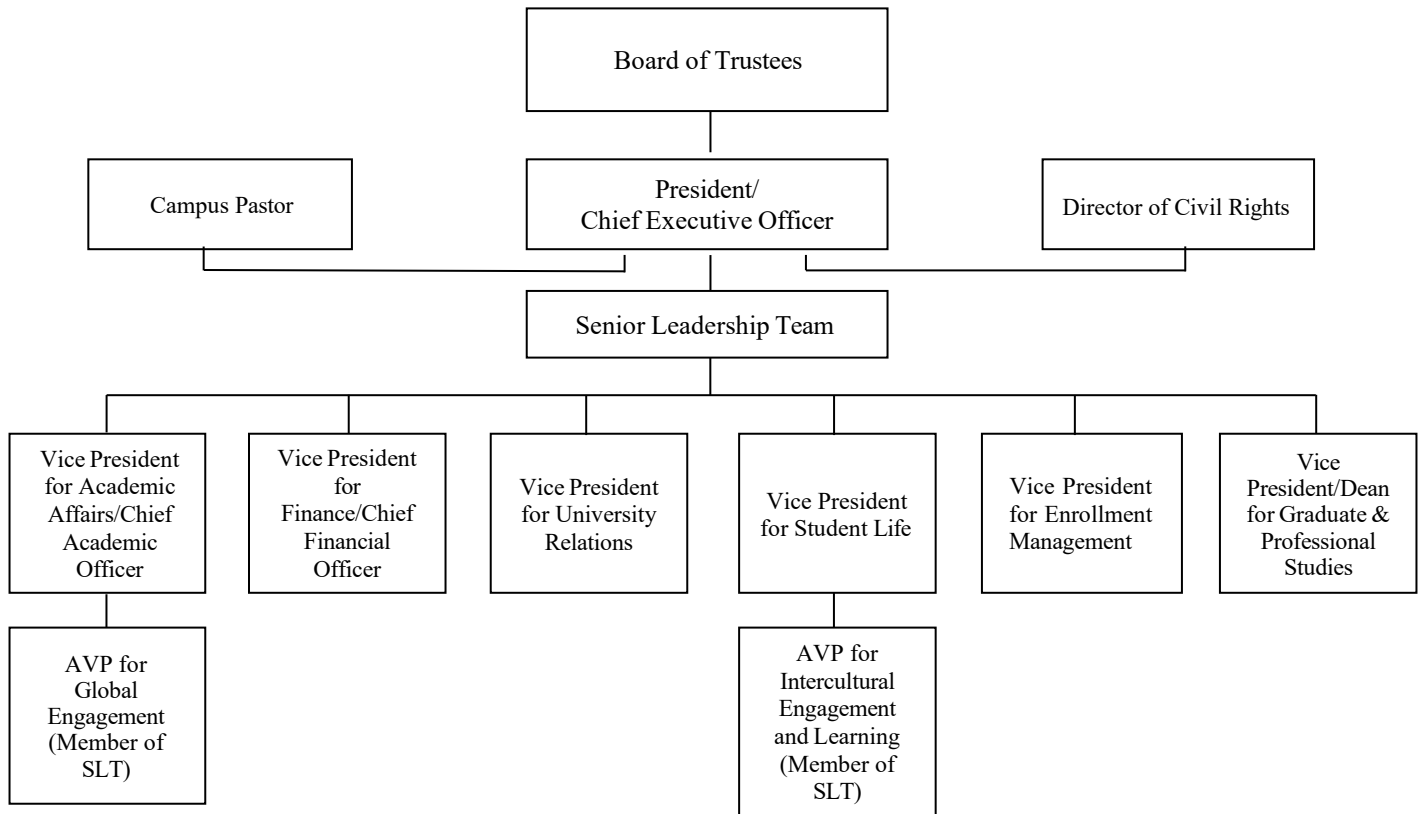 Board of Trustees
Campus Pastor
President/
Chief Executive Officer
Director of Civil Rights
Senior Leadership Team
Vice President
for Academic
Affairs/Chief
Academic
Officer
Vice President
for
Finance/Chief
Financial
Officer
Vice President
for University
Relations
Vice President
for Student Life
Vice President
for Enrollment
Management
Vice
President/Dean
for Graduate &
Professional
Studies
AVP for
Global
Engagement
(Member of
SLT)
AVP for
Intercultural
Engagement
and Learning
(Member of
SLT)